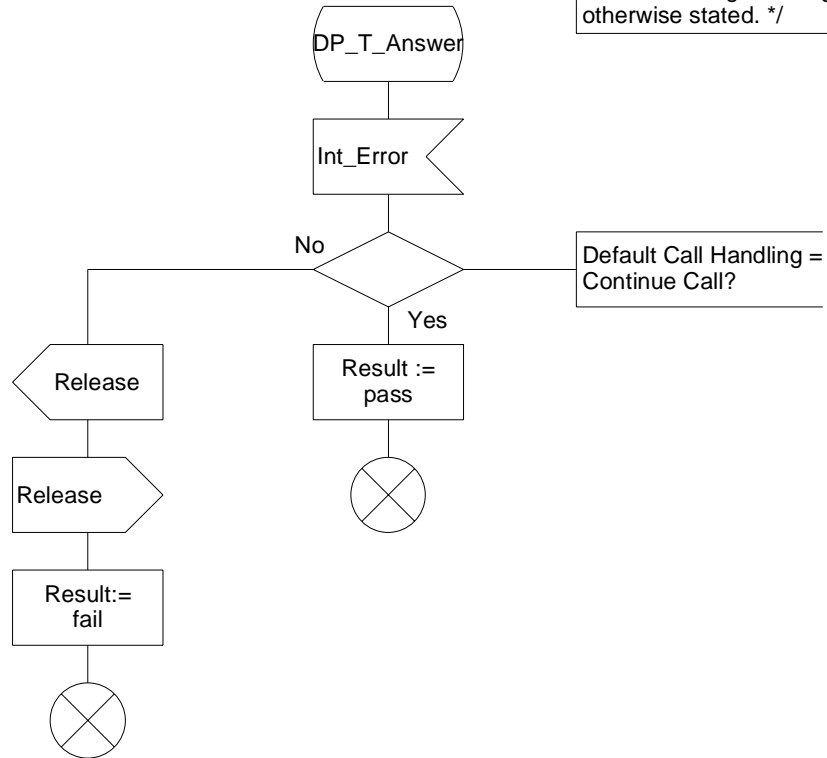 otherwise stated. */
DP_T_Answer
Int_Error
No
Default Call Handling =
Continue Call?
Yes
Release
Result :=
pass
Release
Result:=
fail